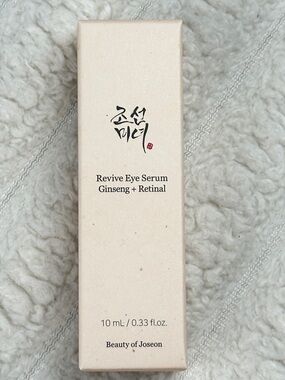 조선
미녀
Revive Eye Serum
Ginseng + Retinal
10 mL / 0.33 fl.oz.
Beauty of Joseon